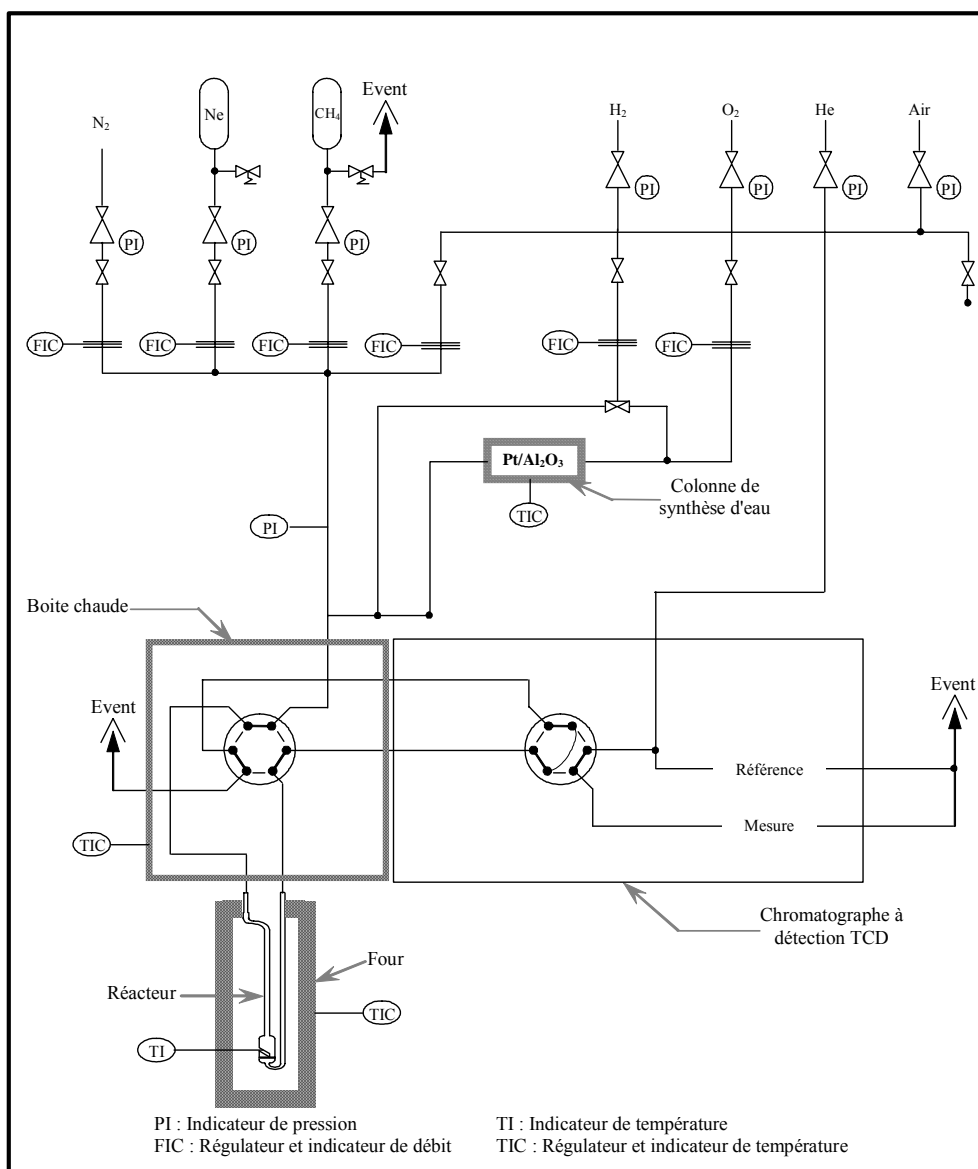 Event
N₂
Ne
CH₄
H₂
O₂
He
Air
PI
PI
PI
PI
PI
PI
PI
FIC
FIC
FIC
FIC
FIC
FIC
Pt/Al₂O₃
Colonne de
synthèse d'eau
TIC
PI
Boite chaude
Event
Event
Référence
Mesure
TIC
Chromatographe à
détection TCD
Four
Réacteur
TIC
TI
PI : Indicateur de pression
TI : Indicateur de température
FIC : Régulateur et indicateur de débit
TIC : Régulateur et indicateur de température